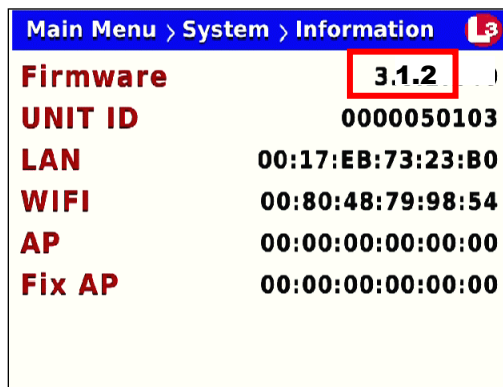 Main Menu > System > Information L3
Firmware 3.1.2
UNIT ID 0000050103
LAN 00:17:EB:73:23:B0
WIFI 00:80:48:79:98:54
AP 00:00:00:00:00:00
Fix AP 00:00:00:00:00:00